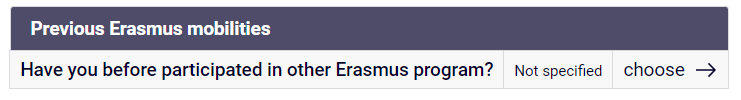 Previous Erasmus mobilities
Have you before participated in other Erasmus program? Not specified choose →